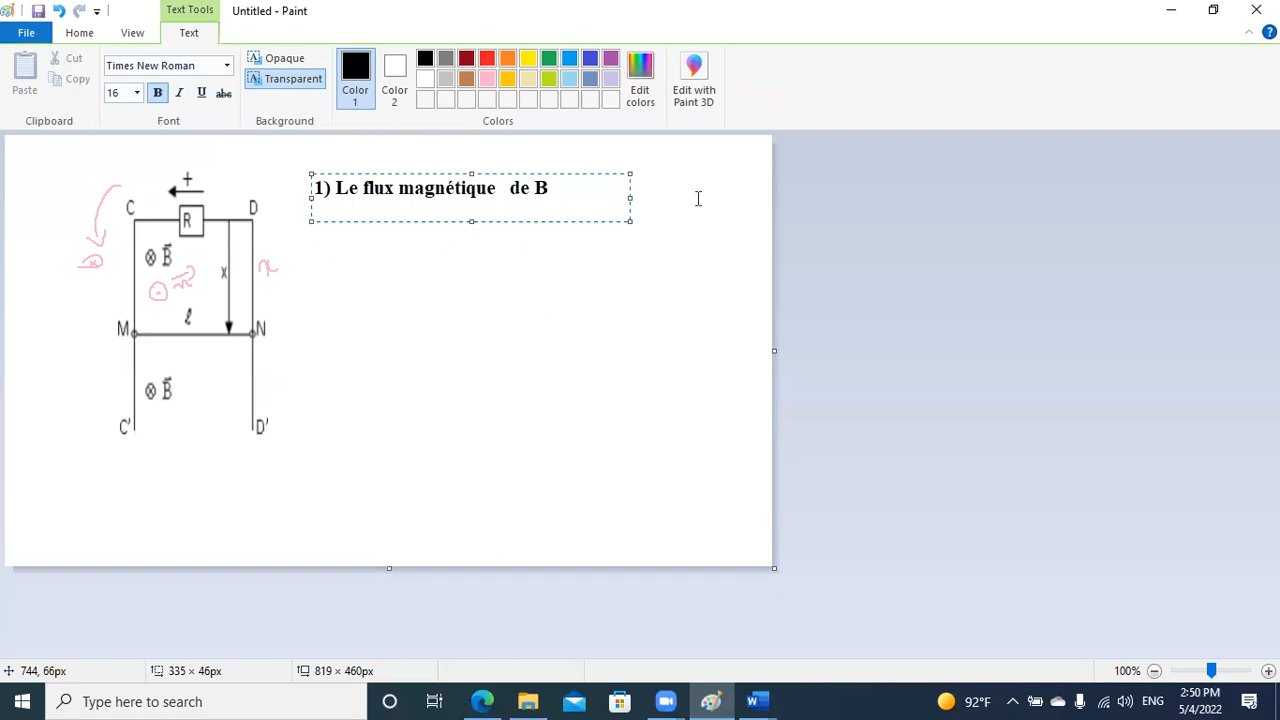 Text Tools
Untitled - Paint
File
Home
View
Text
Paste
Cut
Copy
Clipboard
Times New Roman
16
B I U abc
Font
Opaque
Transparent
Background
Color 1
Color 2
Edit colors
Edit with Paint 3D
Colors
+
C R D
⊗ B⃗
x
x
⊙ n⃗
ℓ
M N
⊗ B⃗
C' D'
1) Le flux magnétique de B
744, 66px
335 × 46px
819 × 460px
100%
Type here to search
92°F
ENG
2:50 PM
5/4/2022